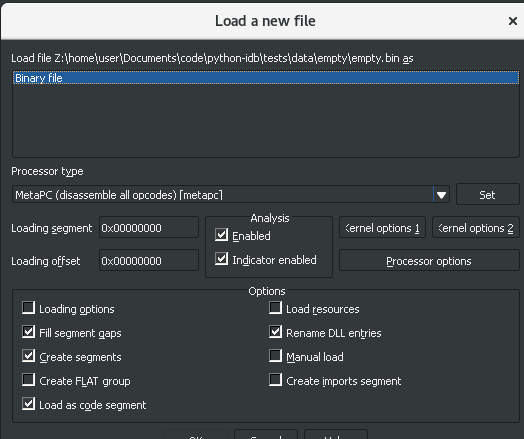 Load a new file
Load file Z:\home\user\Documents\code\python-idb\tests\data\empty\empty.bin as
Binary file
Processor type
MetaPC (disassemble all opcodes) [metapc]
Set
Analysis
Loading segment 0x00000000
Enabled
Kernel options 1
Kernel options 2
Loading offset 0x00000000
Indicator enabled
Processor options
Options
Loading options
Load resources
Fill segment gaps
Rename DLL entries
Create segments
Manual load
Create FLAT group
Create imports segment
Load as code segment